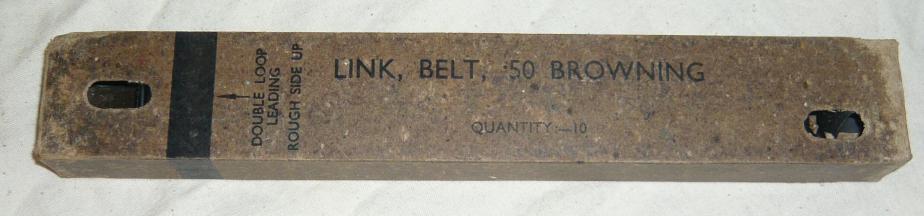 DOUBLE LOOP
LEADING
ROUGH SIDE UP
LINK, BELT, ·50 BROWNING
QUANTITY:—10